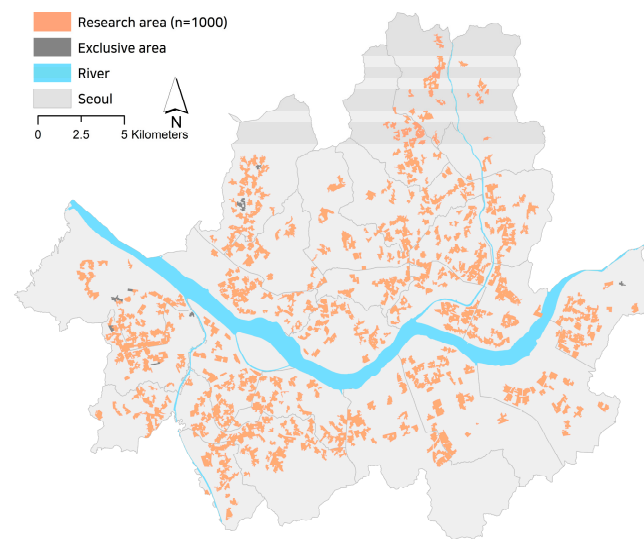 Research area (n=1000)
Exclusive area
River
Seoul
N
0 2.5 5 Kilometers